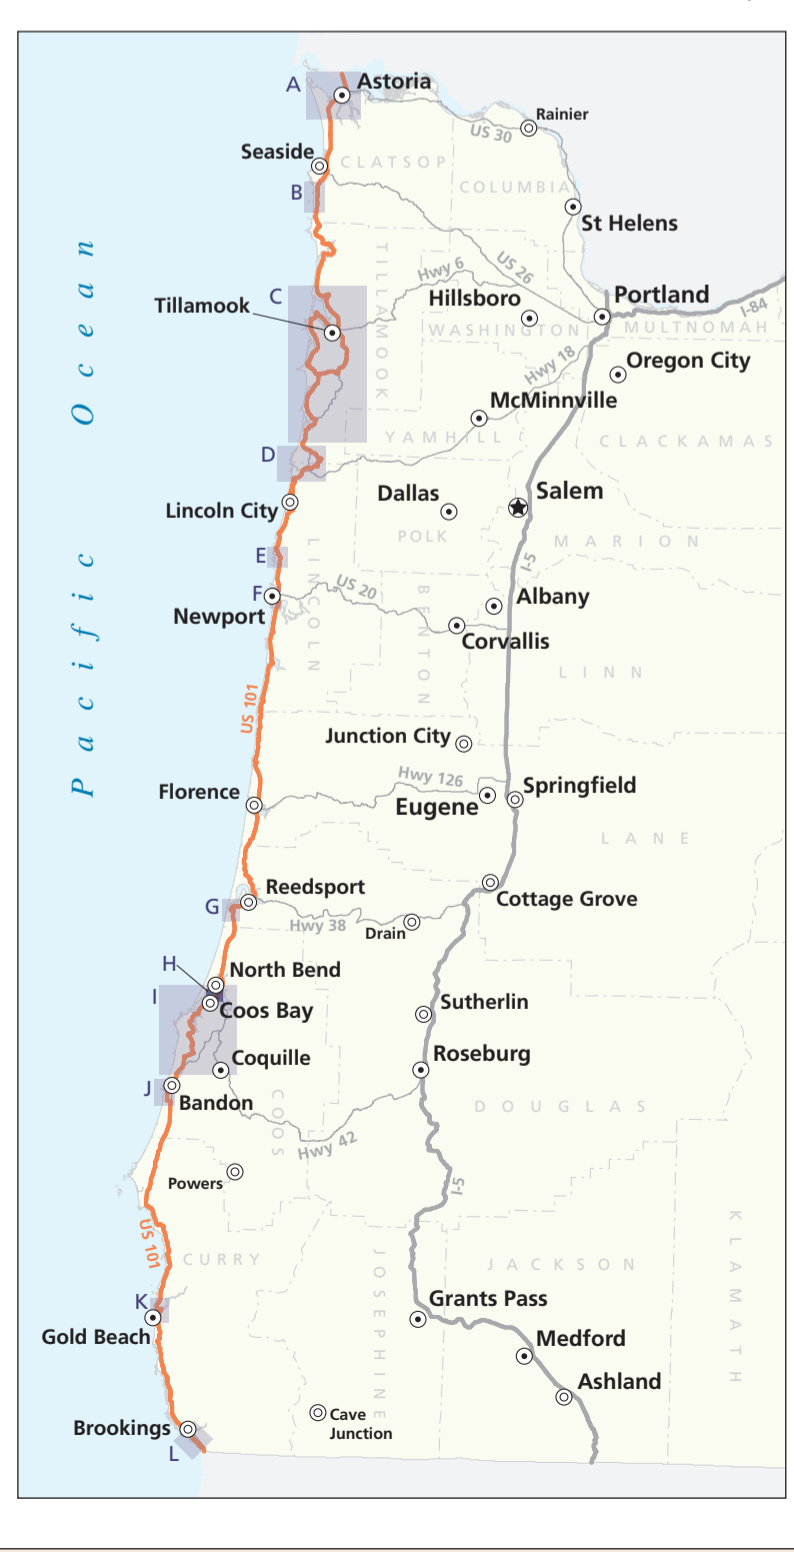 A
Astoria
Rainier
US 30
Seaside
CLATSOP
B
COLUMBIA
St Helens
Pacific Ocean
TILLAMOOK
Hwy 6
US 26
C
Hillsboro
Portland
I-84
Tillamook
WASHINGTON
MULTNOMAH
Hwy 18
Oregon City
McMinnville
YAMHILL
CLACKAMAS
D
Dallas
Salem
Lincoln City
POLK
MARION
E
LINCOLN
I-5
F
US 20
BENTON
Albany
Newport
Corvallis
LINN
US 101
Junction City
Hwy 126
Florence
Springfield
Eugene
LANE
Reedsport
G
Cottage Grove
Hwy 38
Drain
H
North Bend
I
Coos Bay
Sutherlin
Coquille
Roseburg
J
Bandon
COOS
DOUGLAS
Hwy 42
Powers
I-5
US 101
KLAMATH
CURRY
JOSEPHINE
JACKSON
K
Grants Pass
Gold Beach
Medford
Ashland
Brookings
Cave
Junction
L